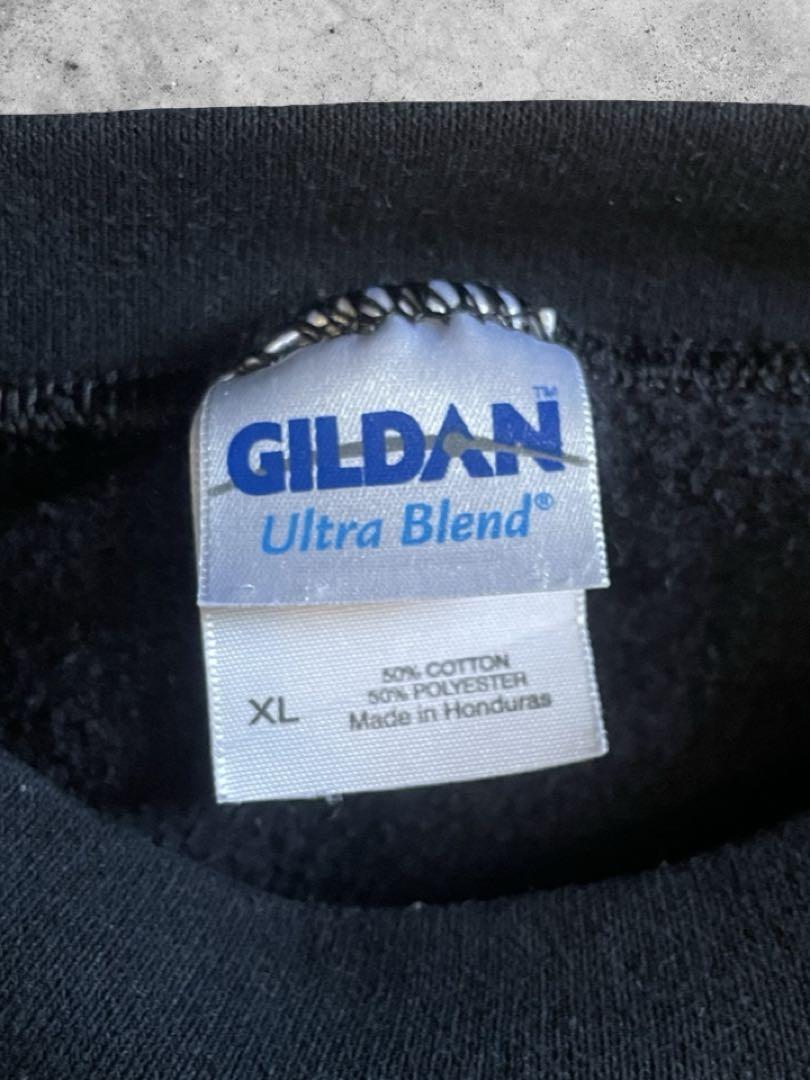 GILDAN™
Ultra Blend®
XL
50% COTTON
50% POLYESTER
Made in Honduras